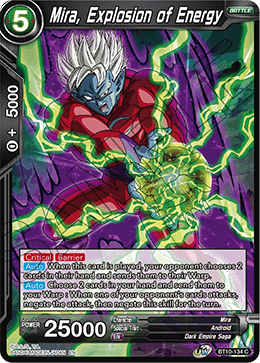 5
Mira, Explosion of Energy
BATTLE
+ 5000
Critical Barrier
Auto When this card is played, your opponent chooses 2
cards in their hand and sends them to their Warp.
Auto Choose 2 cards in your hand and send them to
your Warp : When one of your opponent's cards attacks,
negate the attack, then negate this skill for the turn.
POWER 25000
Character
Mira
Special Trait
Android
Era
Dark Empire Saga
BT10-134 C